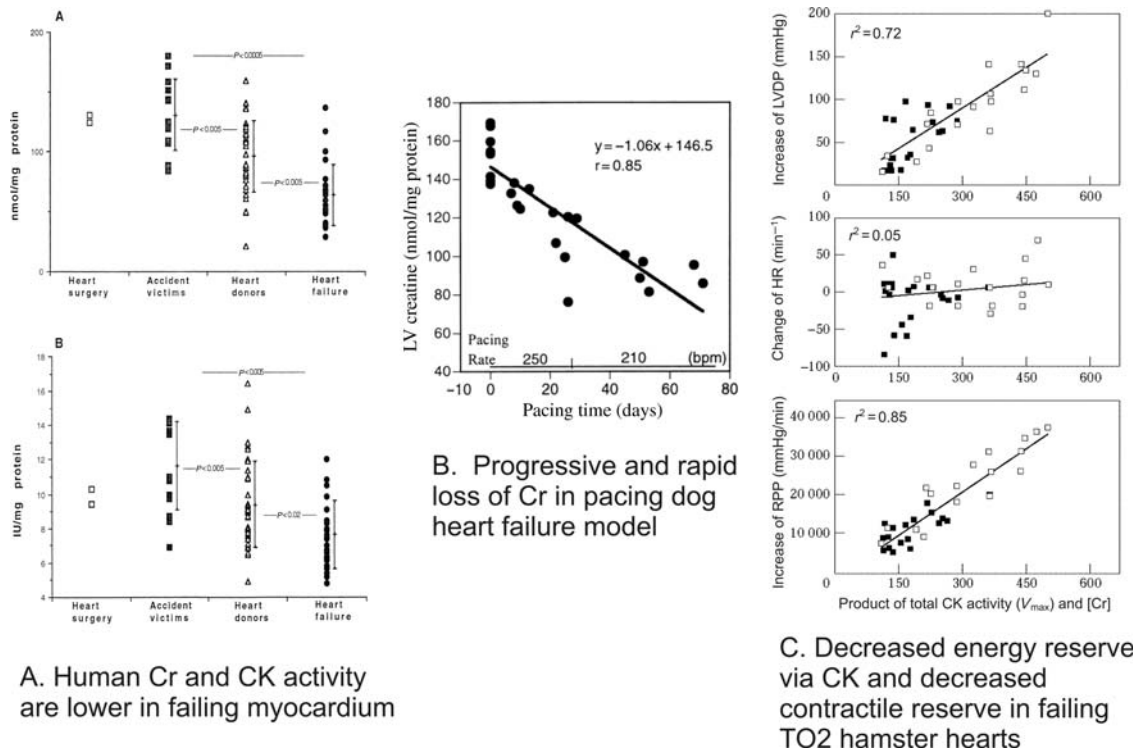 A
200
nmol/mg protein
100
0
P<0.0005
P<0.005
P<0.005
Heart surgery
Accident victims
Heart donors
Heart failure
B
18
16
14
12
10
8
6
4
IU/mg protein
P<0.005
P<0.005
P<0.02
Heart surgery
Accident victims
Heart donors
Heart failure
A. Human Cr and CK activity
are lower in failing myocardium
B
180
160
140
120
100
80
60
40
LV creatine (nmol/mg protein)
y=−1.06x+146.5
r=0.85
Pacing
Rate 250 210 (bpm)
−10 0 20 40 60 80
Pacing time (days)
B. Progressive and rapid
loss of Cr in pacing dog
heart failure model
C
200
150
100
50
Increase of LVDP (mmHg)
r²=0.72
0 150 300 450 600
100
50
0
−50
−100
Change of HR (min⁻¹)
r²=0.05
0 150 300 450 600
40 000
30 000
20 000
10 000
Increase of RPP (mmHg/min)
r²=0.85
0 150 300 450 600
Product of total CK activity (Vmax) and [Cr]
C. Decreased energy reserve
via CK and decreased
contractile reserve in failing
TO2 hamster hearts